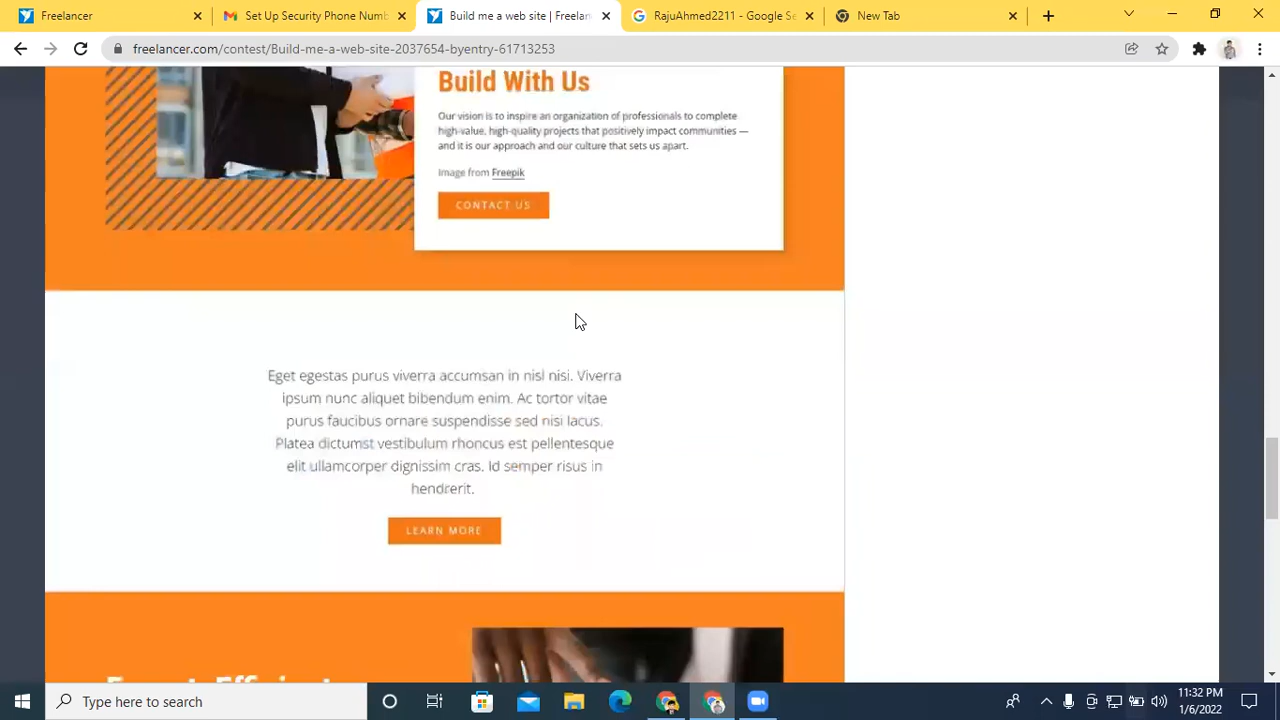 Freelancer
Set Up Security Phone Numb
Build me a web site | Freelan
RajuAhmed2211 - Google Se
New Tab
freelancer.com/contest/Build-me-a-web-site-2037654-byentry-61713253
Build With Us
Our vision is to inspire an organization of professionals to complete
high-value, high-quality projects that positively impact communities —
and it is our approach and our culture that sets us apart.
Image from Freepik
CONTACT US
Eget egestas purus viverra accumsan in nisl nisi. Viverra
ipsum nunc aliquet bibendum enim. Ac tortor vitae
purus faucibus ornare suspendisse sed nisi lacus.
Platea dictumst vestibulum rhoncus est pellentesque
elit ullamcorper dignissim cras. Id semper risus in
hendrerit.
LEARN MORE
Type here to search
11:32 PM
1/6/2022